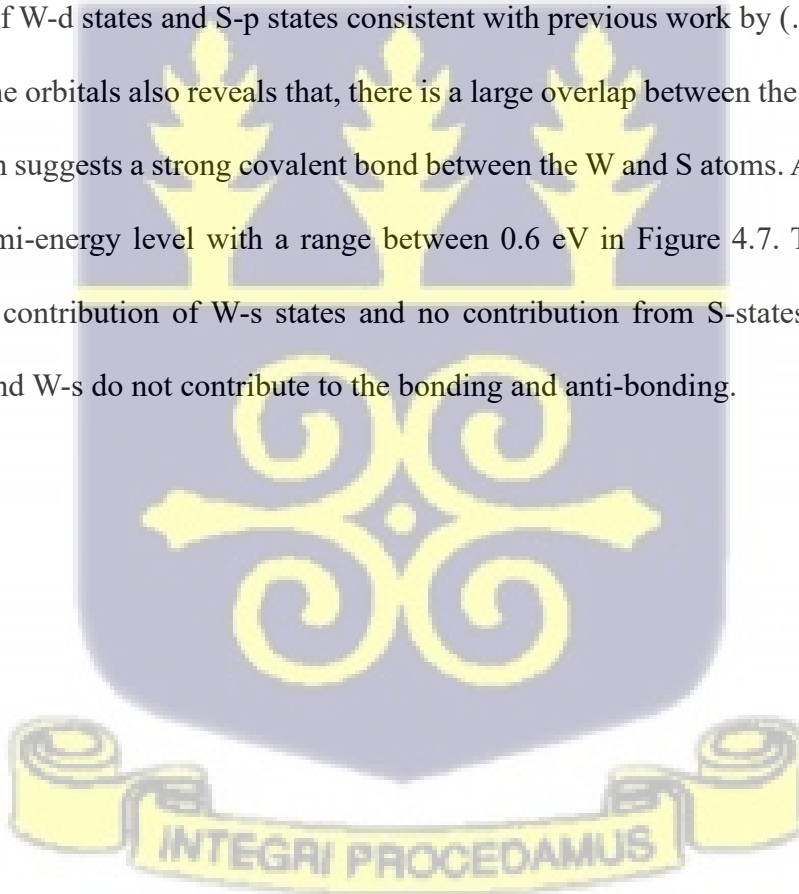 f W-d states and S-p states consistent with previous work by (.
ne orbitals also reveals that, there is a large overlap between the
n suggests a strong covalent bond between the W and S atoms. A
mi-energy level with a range between 0.6 eV in Figure 4.7. T
contribution of W-s states and no contribution from S-states
nd W-s do not contribute to the bonding and anti-bonding.
INTEGRI PROCEDAMUS